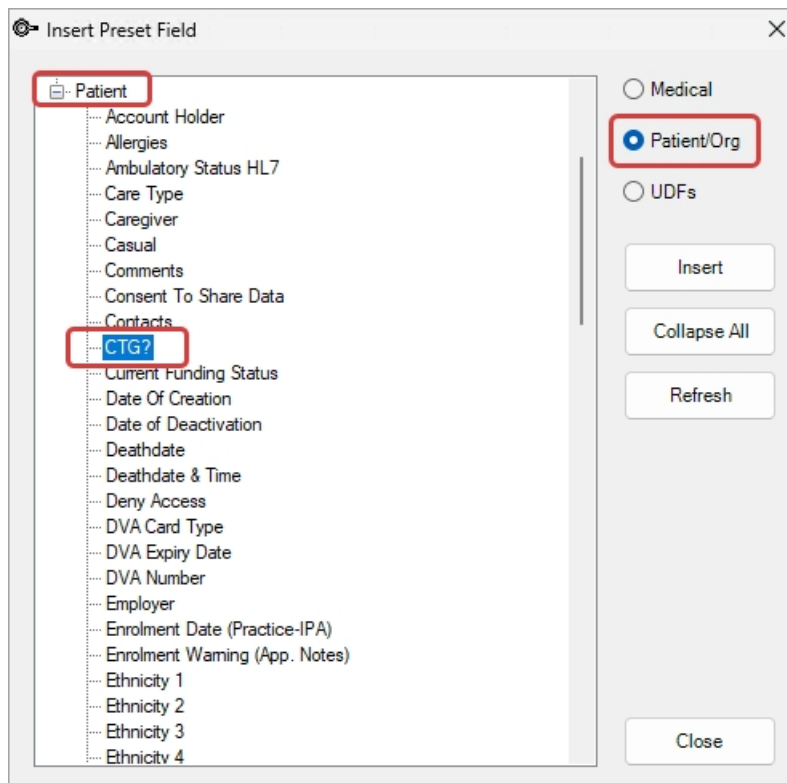 Insert Preset Field
Patient
Account Holder
Allergies
Ambulatory Status HL7
Care Type
Caregiver
Casual
Comments
Consent To Share Data
Contacts
CTG?
Current Funding Status
Date Of Creation
Date of Deactivation
Deathdate
Deathdate & Time
Deny Access
DVA Card Type
DVA Expiry Date
DVA Number
Employer
Enrolment Date (Practice-IPA)
Enrolment Warning (App. Notes)
Ethnicity 1
Ethnicity 2
Ethnicity 3
Ethnicity 4
Medical
Patient/Org
UDFs
Insert
Collapse All
Refresh
Close